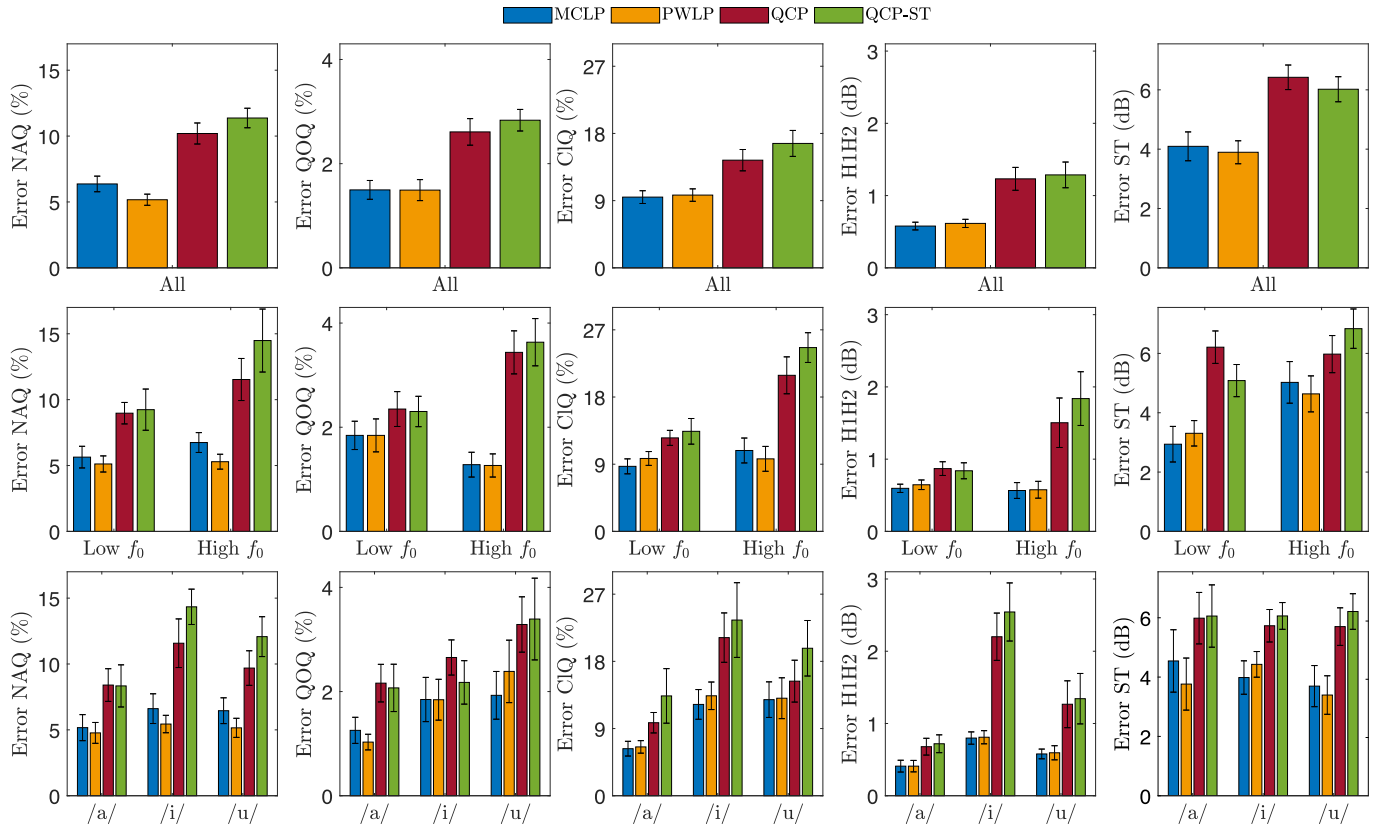 MCLP PWLP QCP QCP-ST
Error NAQ (%)
15
10
5
0
All
Error QOQ (%)
4
2
0
All
Error ClQ (%)
27
18
9
0
All
Error H1H2 (dB)
3
2
1
0
All
Error ST (dB)
6
4
2
0
All
Error NAQ (%)
15
10
5
0
Low f0 High f0
Error QOQ (%)
4
2
0
Low f0 High f0
Error ClQ (%)
27
18
9
0
Low f0 High f0
Error H1H2 (dB)
3
2
1
0
Low f0 High f0
Error ST (dB)
6
4
2
0
Low f0 High f0
Error NAQ (%)
15
10
5
0
/a/ /i/ /u/
Error QOQ (%)
4
2
0
/a/ /i/ /u/
Error ClQ (%)
27
18
9
0
/a/ /i/ /u/
Error H1H2 (dB)
3
2
1
0
/a/ /i/ /u/
Error ST (dB)
6
4
2
0
/a/ /i/ /u/